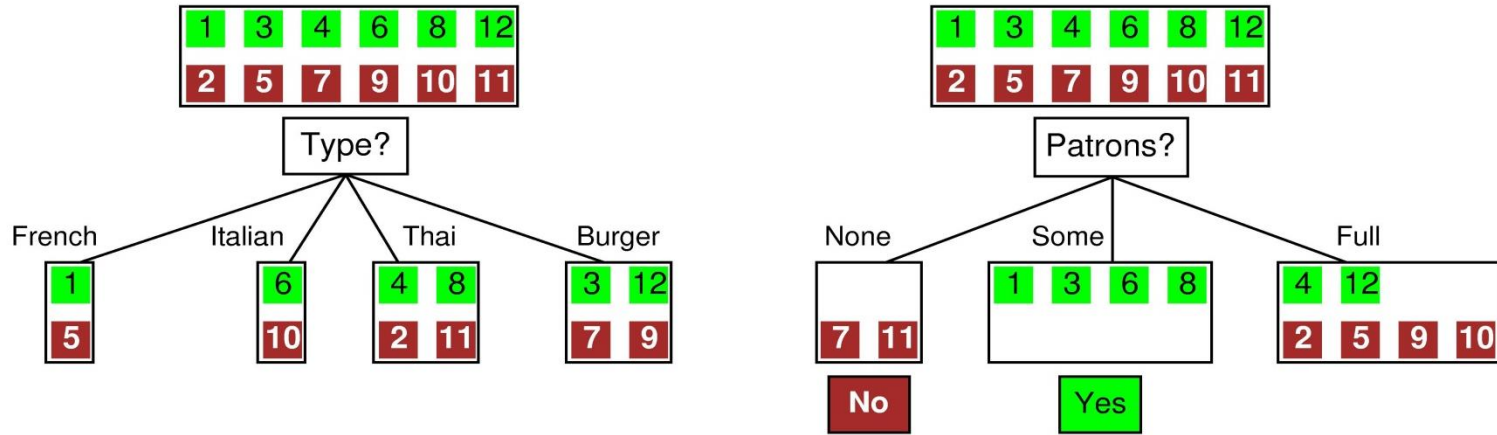 1 3 4 6 8 12
2 5 7 9 10 11
Type?
French Italian Thai Burger
1 6 4 8 3 12
5 10 2 11 7 9
1 3 4 6 8 12
2 5 7 9 10 11
Patrons?
None Some Full
1 3 6 8 4 12
7 11 2 5 9 10
No Yes